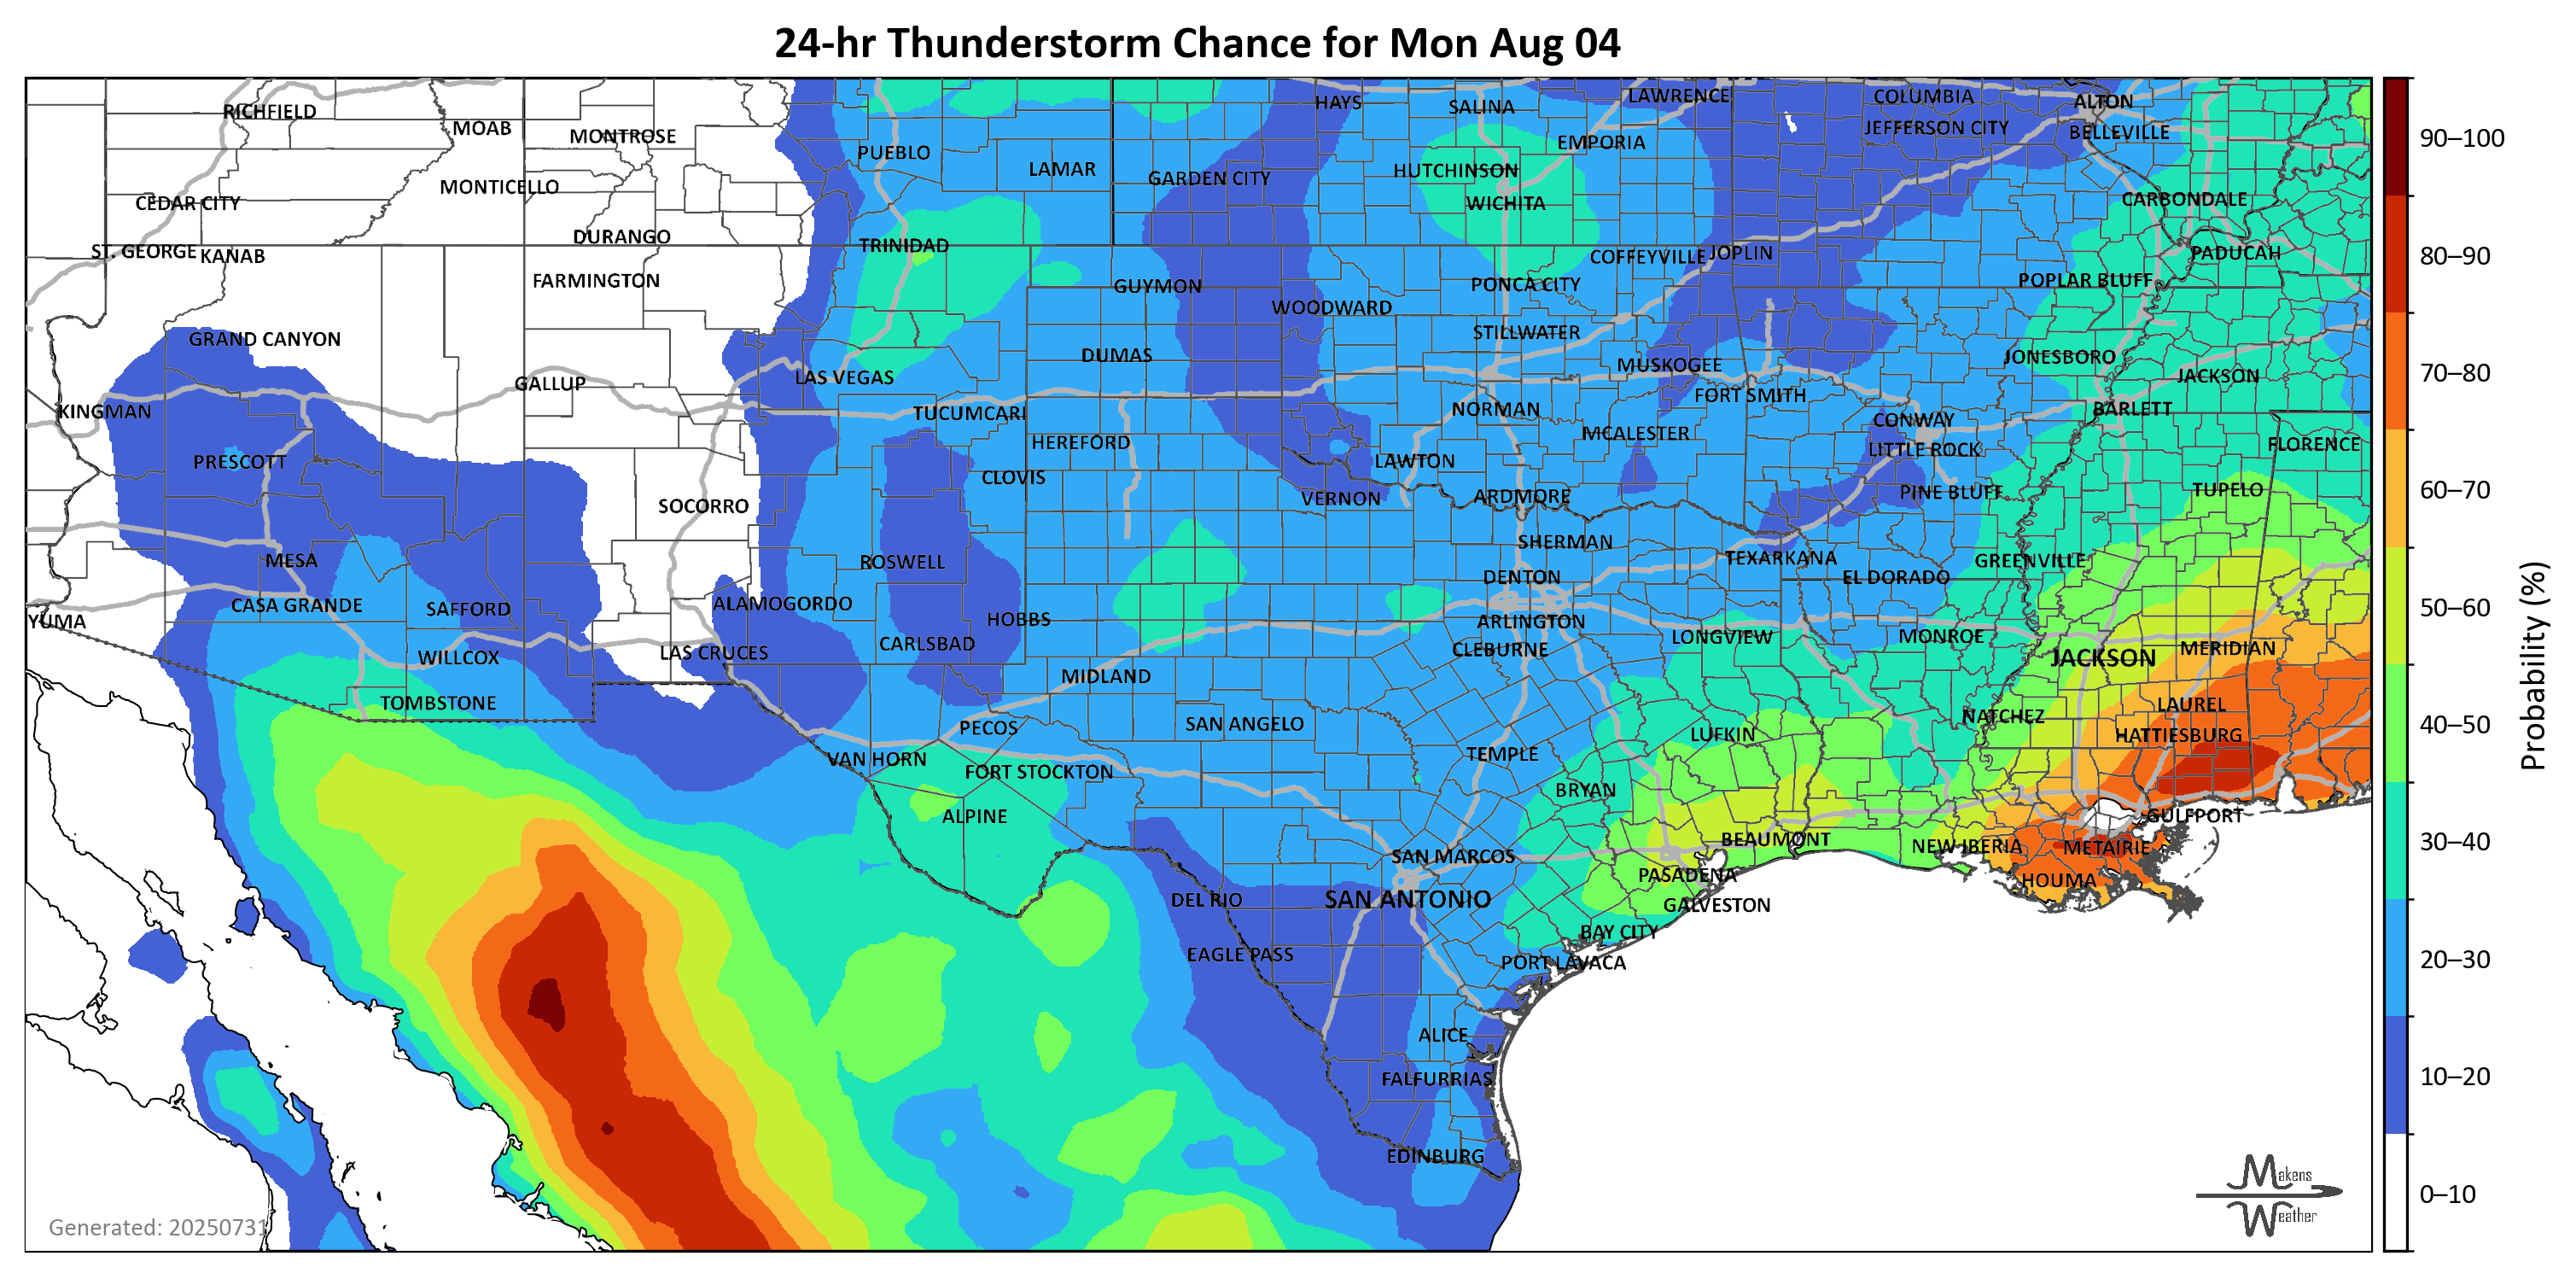 24-hr Thunderstorm Chance for Mon Aug 04
RICHFIELD
MOAB
MONTROSE
PUEBLO
LAMAR
HAYS
SALINA
LAWRENCE
COLUMBIA
ALTON
JEFFERSON CITY
BELLEVILLE
EMPORIA
HUTCHINSON
GARDEN CITY
MONTICELLO
CEDAR CITY
WICHITA
CARBONDALE
DURANGO
TRINIDAD
ST. GEORGE
KANAB
COFFEYVILLE
JOPLIN
PADUCAH
FARMINGTON
GUYMON
PONCA CITY
POPLAR BLUFF
WOODWARD
STILLWATER
GRAND CANYON
DUMAS
MUSKOGEE
JONESBORO
JACKSON
GALLUP
LAS VEGAS
FORT SMITH
KINGMAN
TUCUMCARI
NORMAN
BARLETT
CONWAY
HEREFORD
MCALESTER
LITTLE ROCK
FLORENCE
PRESCOTT
CLOVIS
LAWTON
SOCORRO
VERNON
ARDMORE
PINE BLUFF
TUPELO
MESA
ROSWELL
SHERMAN
TEXARKANA
GREENVILLE
DENTON
EL DORADO
CASA GRANDE
SAFFORD
ALAMOGORDO
HOBBS
YUMA
ARLINGTON
LONGVIEW
MONROE
WILLCOX
LAS CRUCES
CARLSBAD
CLEBURNE
JACKSON
MERIDIAN
MIDLAND
TOMBSTONE
LAUREL
PECOS
SAN ANGELO
NATCHEZ
LUFKIN
HATTIESBURG
VAN HORN
FORT STOCKTON
TEMPLE
BRYAN
ALPINE
GULFPORT
BEAUMONT
NEW IBERIA
METAIRIE
SAN MARCOS
PASADENA
HOUMA
DEL RIO
SAN ANTONIO
GALVESTON
BAY CITY
EAGLE PASS
PORT LAVACA
ALICE
FALFURRIAS
EDINBURG
Generated: 20250731
Makens
Weather
90–100
80–90
70–80
60–70
50–60
40–50
30–40
20–30
10–20
0–10
Probability (%)